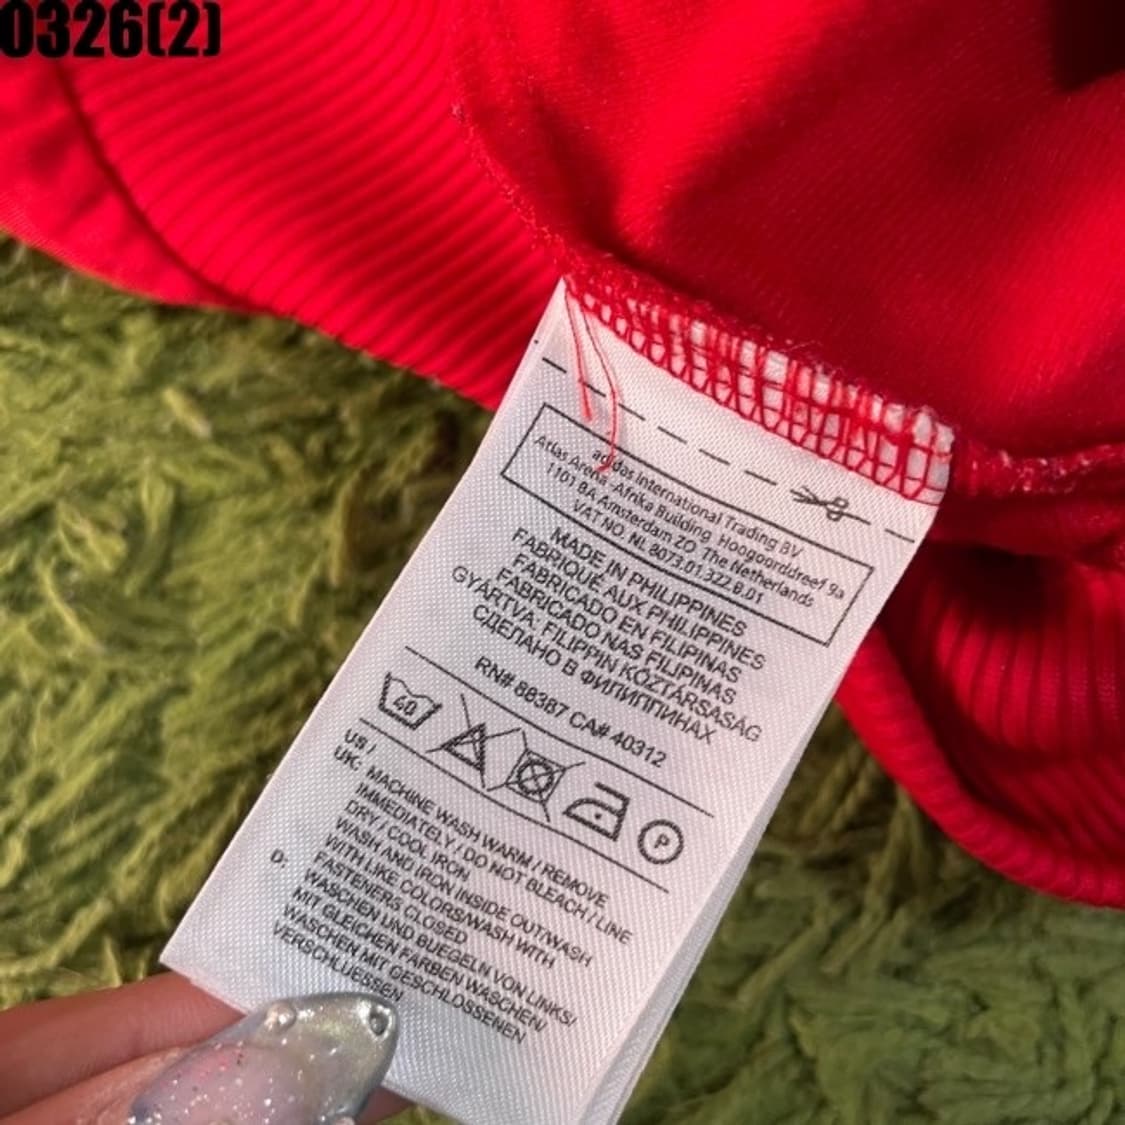 0326(2)
adidas International Trading BV
Atlas Arena -Afrika Building Hoogoorddreef 9a
1101 BA Amsterdam ZO The Netherlands
VAT NO. NL 8073.01.322.B.01
MADE IN PHILIPPINES
FABRIQUÉ AUX PHILIPPINES
FABRICADO EN FILIPINAS
FABRICADO NAS FILIPINAS
GYÁRTVA: FILIPPIN KÖZTÁRSASÁG
СДЕЛАНО В ФИЛИППИНАХ
RN# 88387 CA# 40312
40
P
US /
UK: MACHINE WASH WARM / REMOVE
IMMEDIATELY / DO NOT BLEACH / LINE
DRY / COOL IRON
WASH AND IRON INSIDE OUT/WASH
WITH LIKE COLORS/WASH WITH
FASTENERS CLOSED
D: WASCHEN UND BUEGELN VON LINKS/
MIT GLEICHEN FARBEN WASCHEN/
WASCHEN MIT GESCHLOSSENEN
VERSCHLUESSEN